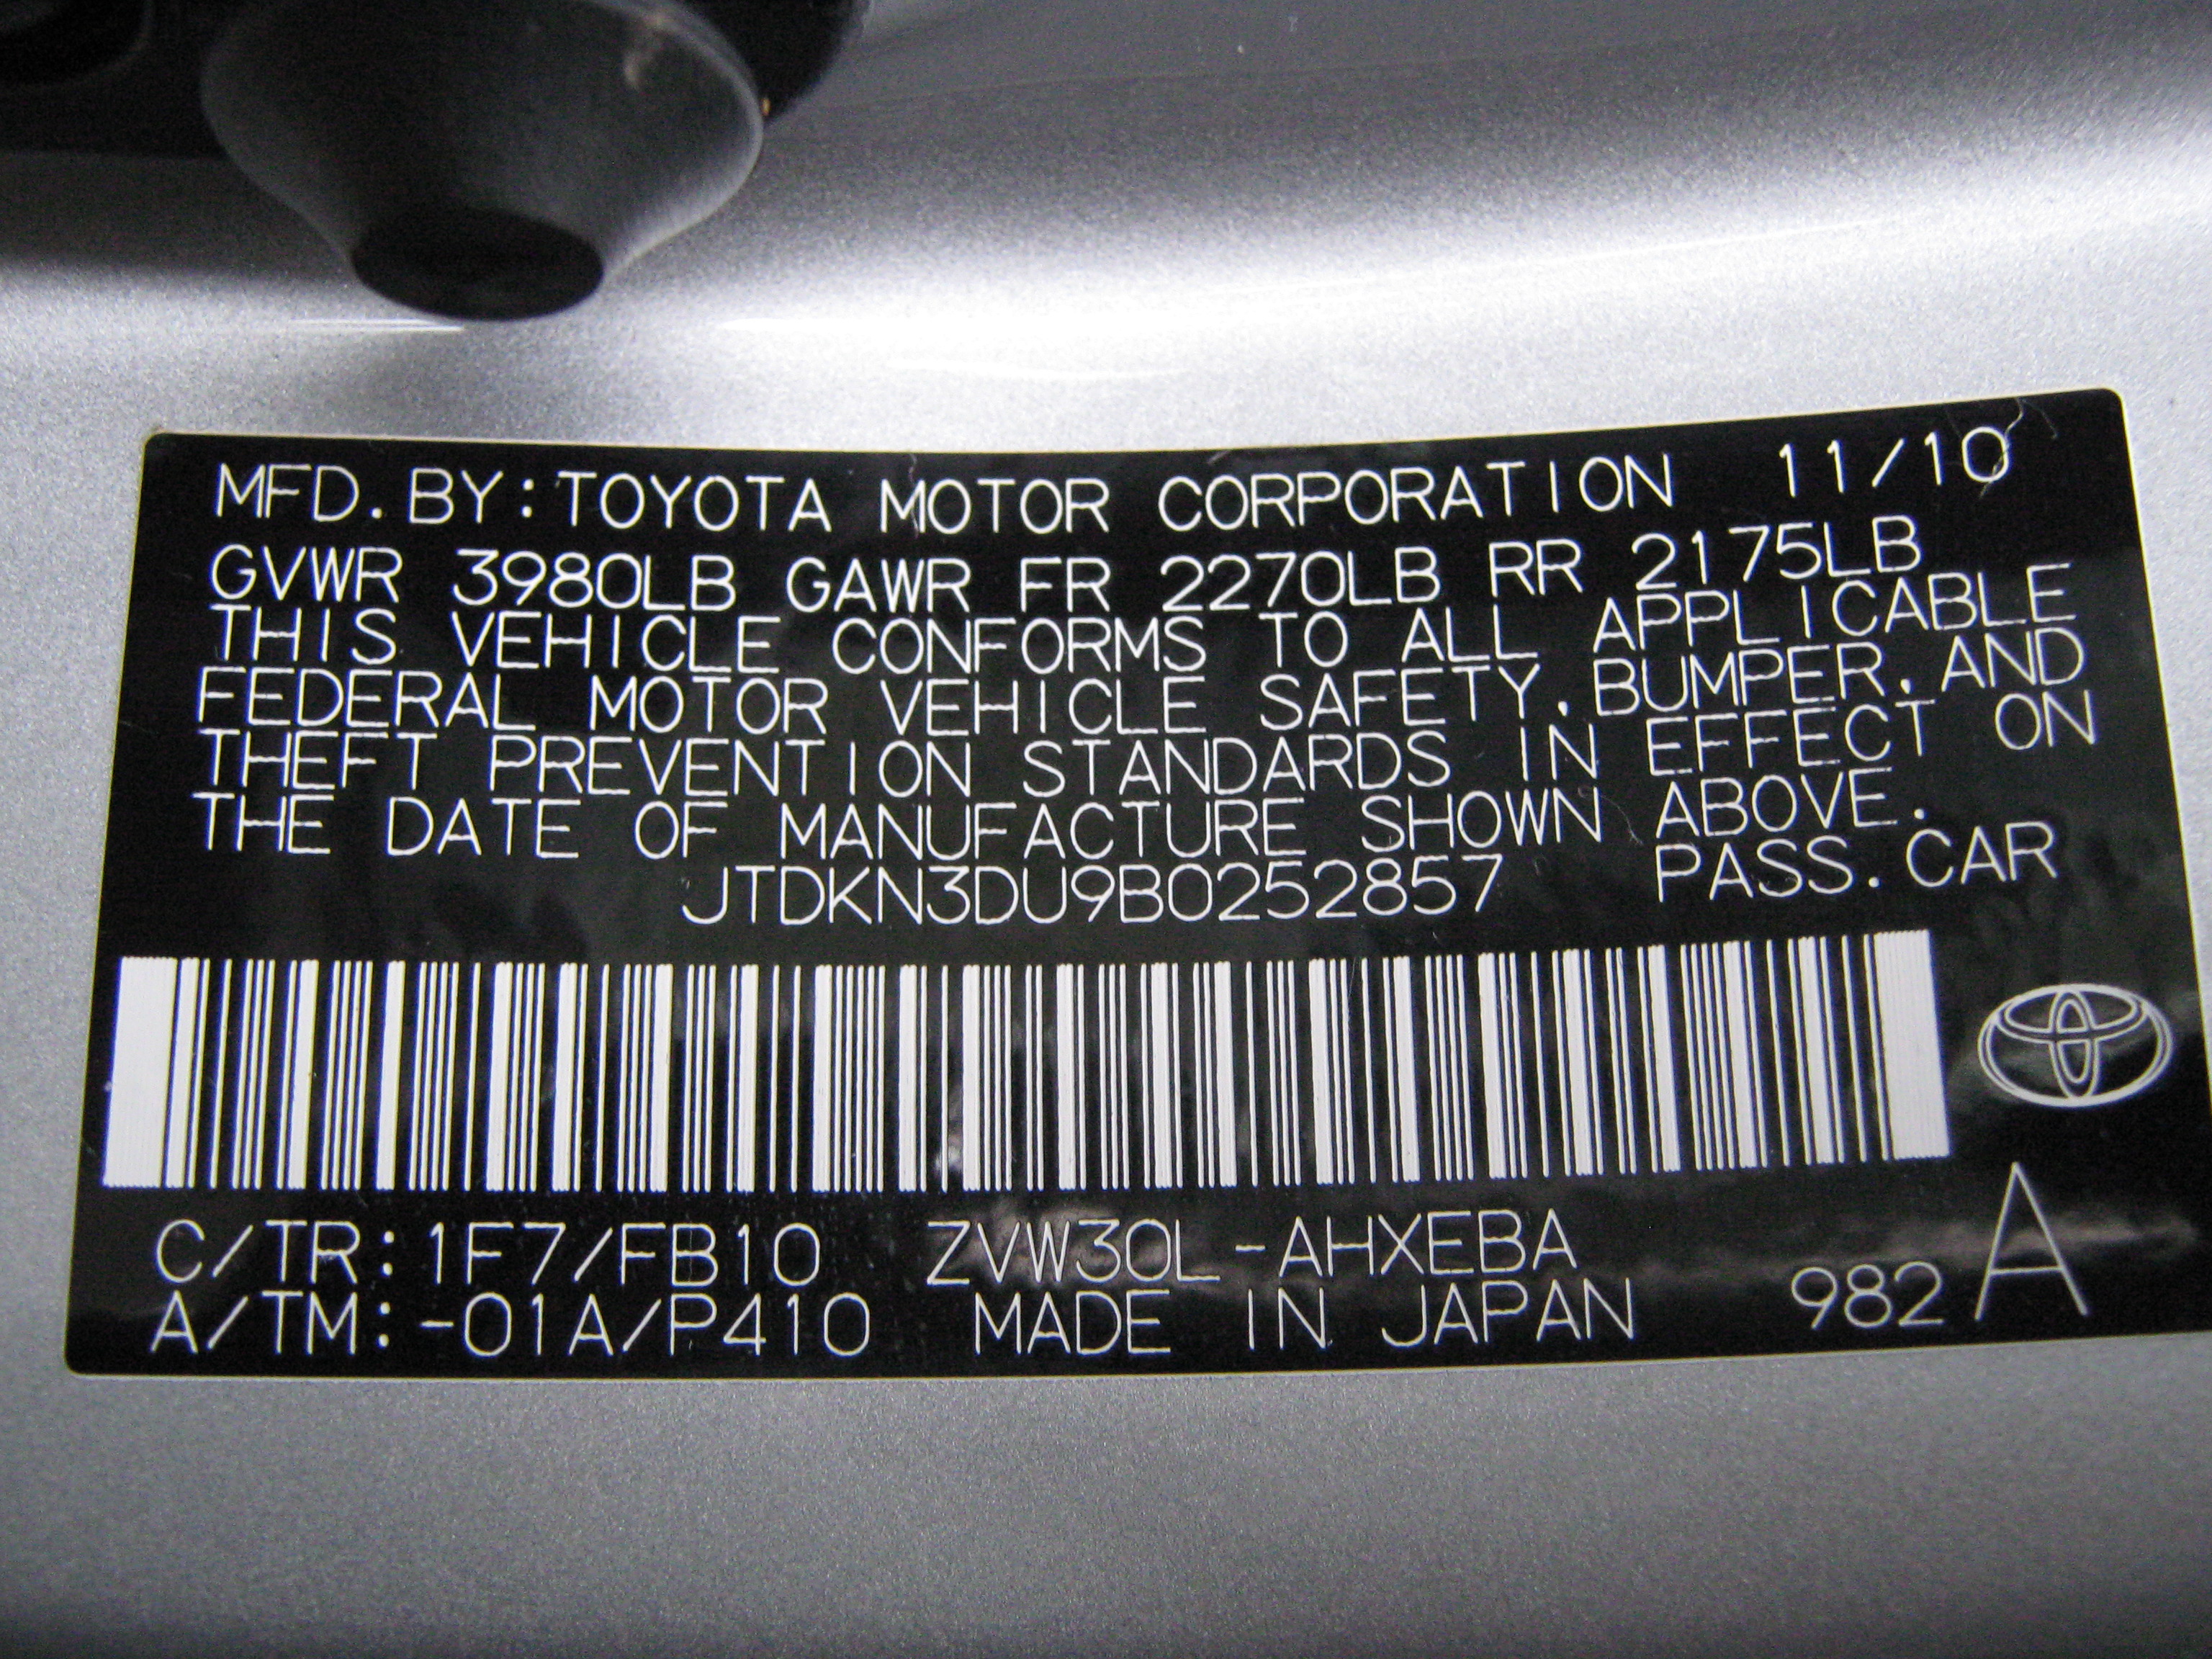 MFD. BY: TOYOTA MOTOR CORPORATION 11/10
GVWR 3980LB GAWR FR 2270LB RR 2175LB
THIS VEHICLE CONFORMS TO ALL APPLICABLE
FEDERAL MOTOR VEHICLE SAFETY, BUMPER, AND
THEFT PREVENTION STANDARDS IN EFFECT ON
THE DATE OF MANUFACTURE SHOWN ABOVE.
JTDKN3DU9B0252857 PASS. CAR
C/TR: 1F7/FB10 ZVW30L-AHXEBA
A/TM: -01A/P410 MADE IN JAPAN 982 A